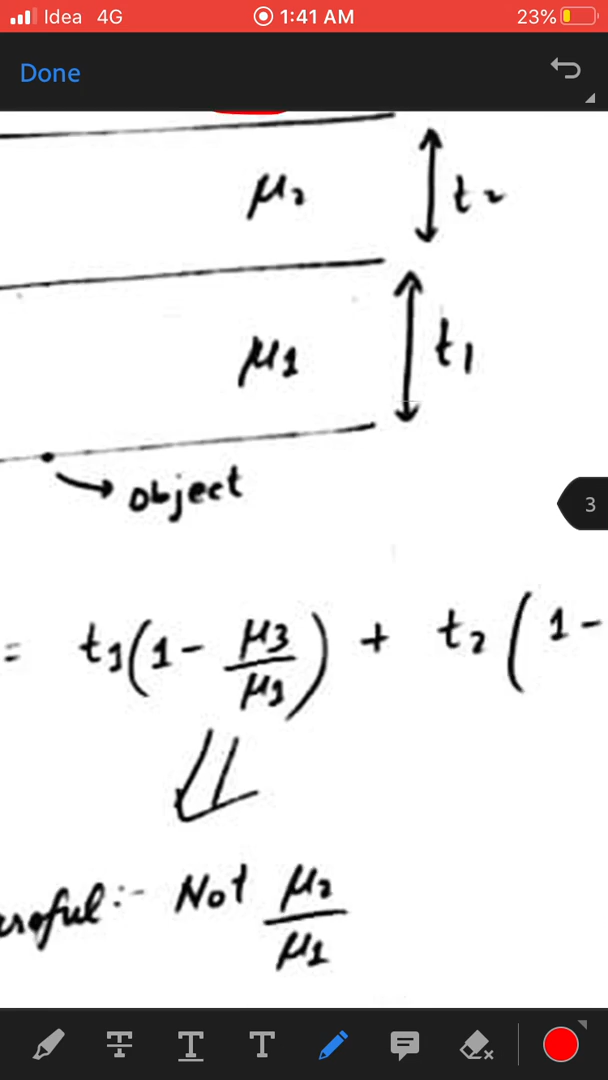 Idea 4G 1:41 AM 23%
Done
μ2 t2
μ1 t1
object
3
= t1(1- μ3/μ1) + t2(1-
Not μ2/μ1
T T T